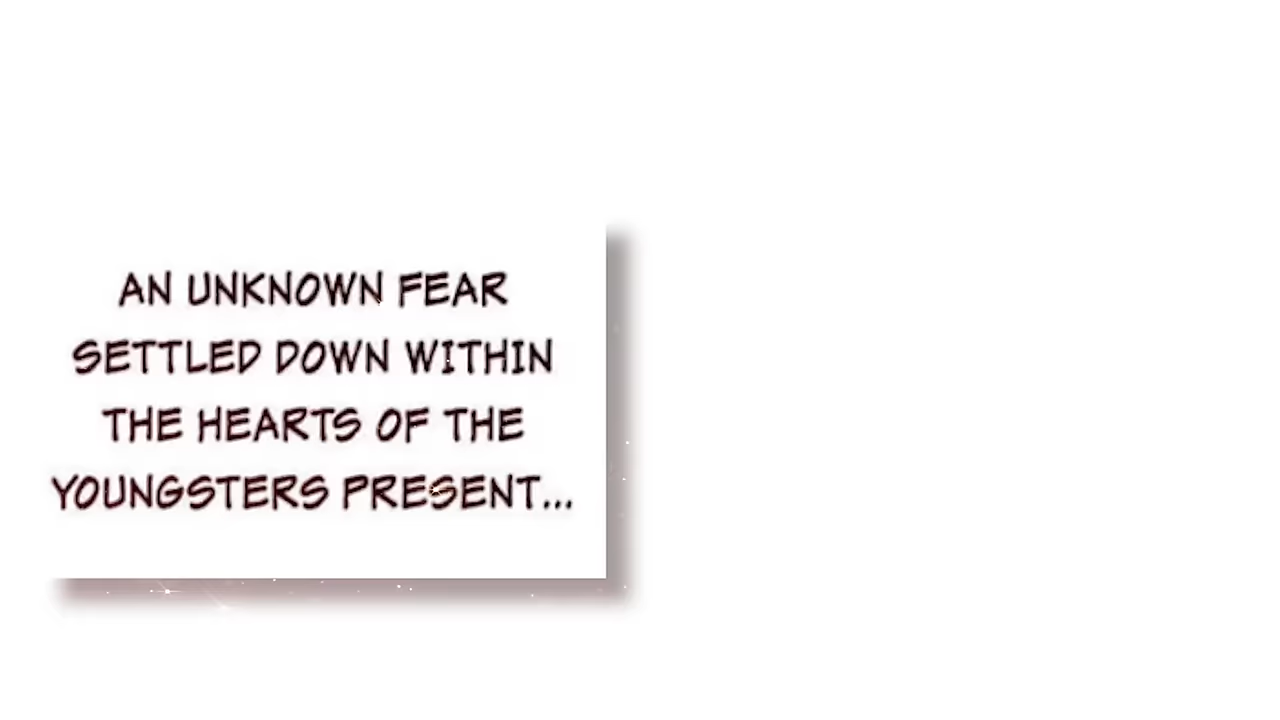 AN UNKNOWN FEAR
SETTLED DOWN WITHIN
THE HEARTS OF THE
YOUNGSTERS PRESENT...